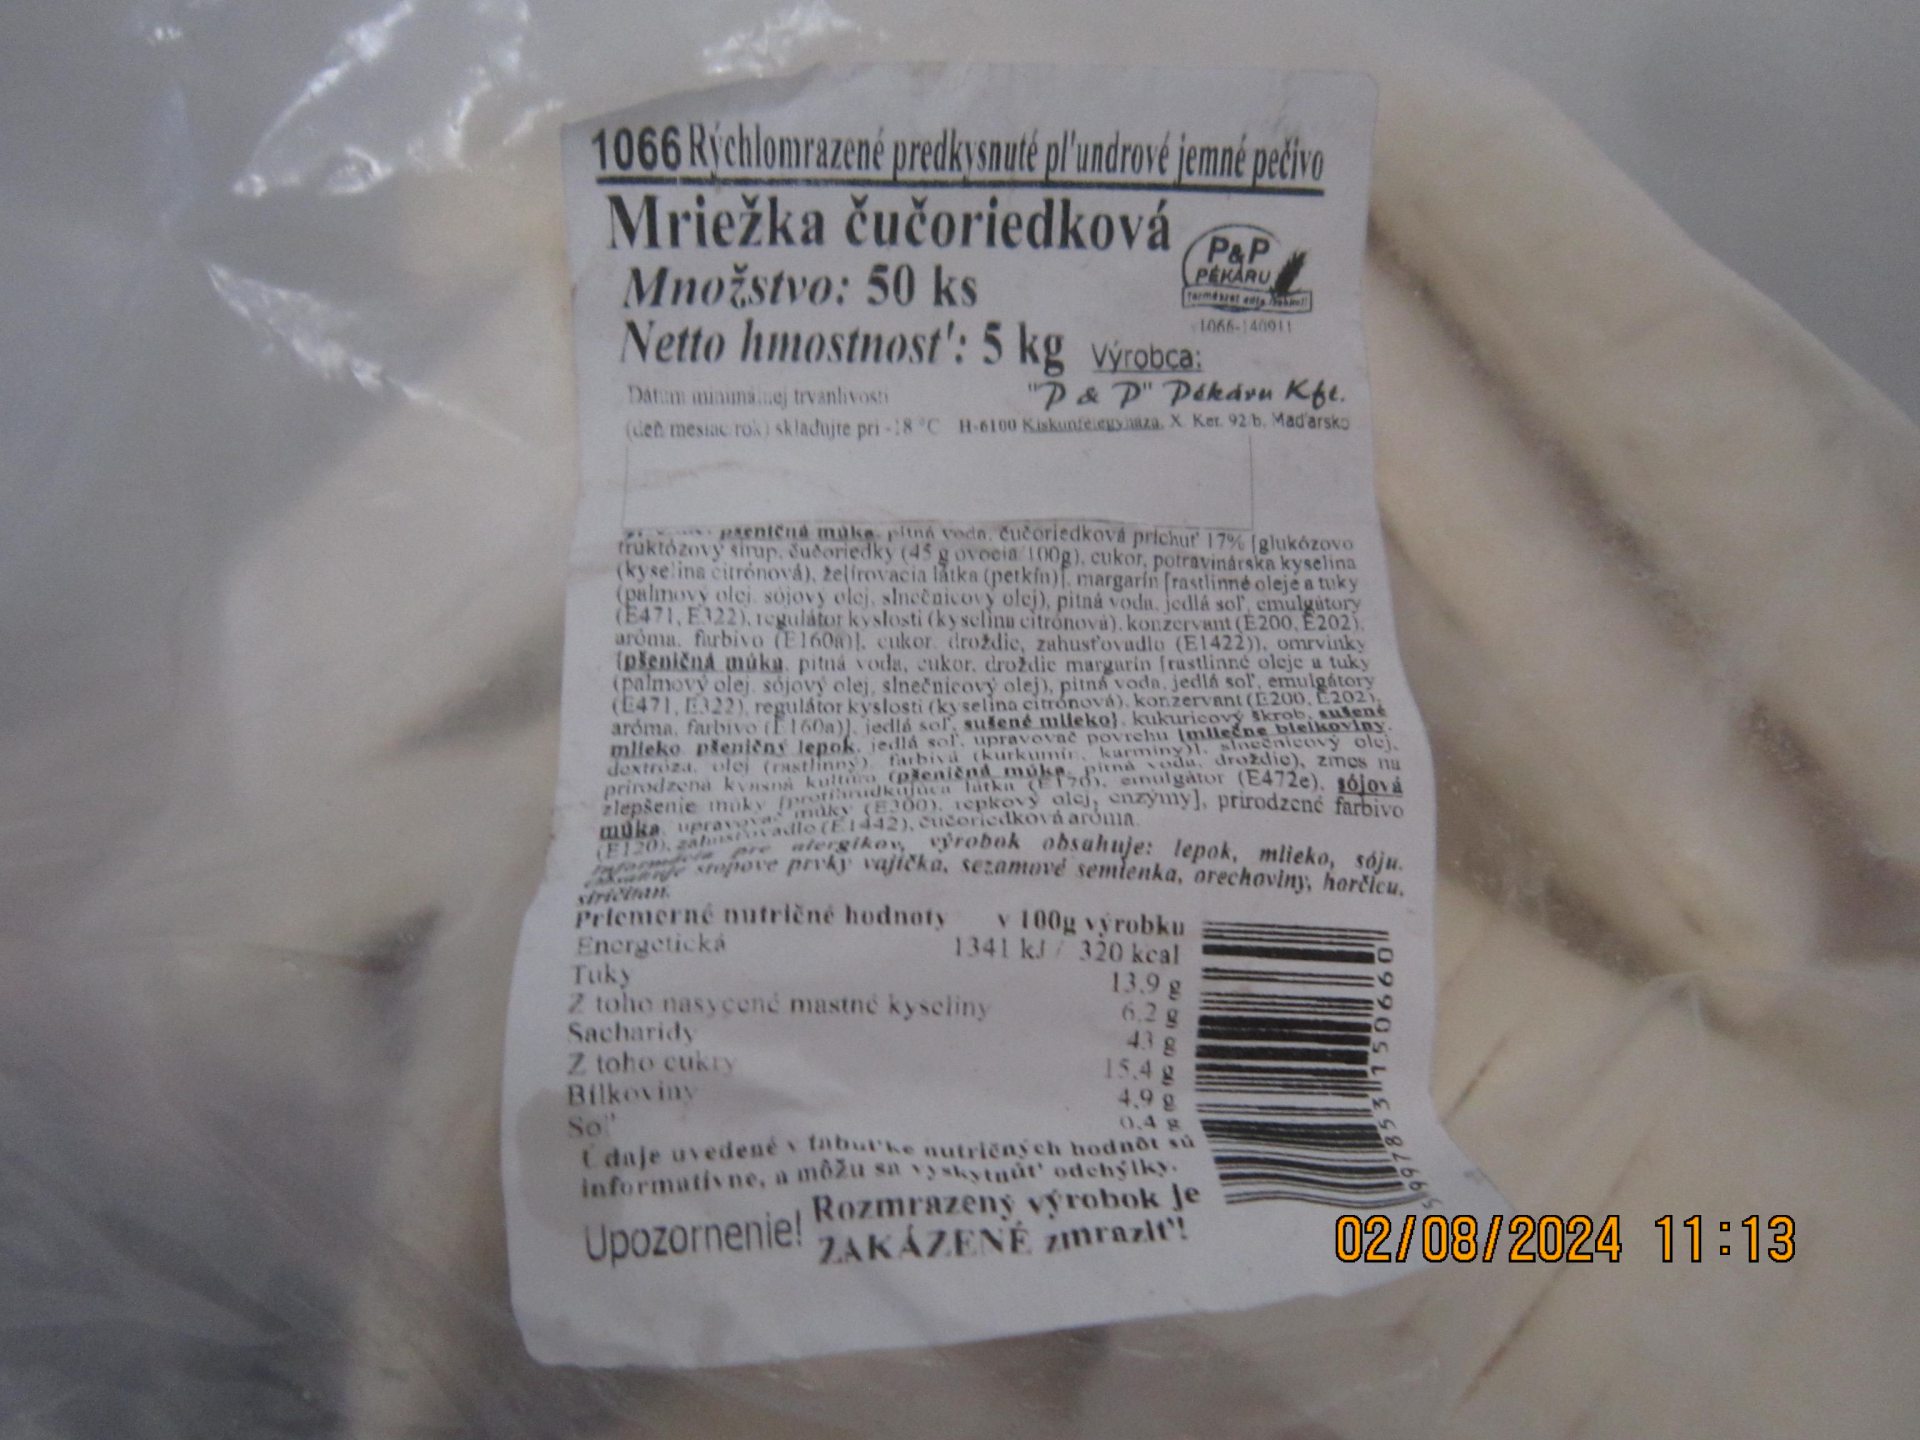 1066 Rýchlomrazené predkysnuté pl'undrové jemné pečivo
Mriežka čučoriedková
Množstvo: 50 ks
Netto hmostnost': 5 kg
P&P
PÉKÁRU
1066-140911
Výrobca:
"P & P" Pékáru Kft.
H-6100 Kiskunfélegyháza, X. Ker. 92/b, Mad'arsko
Dátum minimálnej trvanlivosti
(deň mesiac/rok) skladujte pri -18 °C
pšeničná múka, pitná voda, čučoriedková príchuť 17% [glukózovo
fruktózový sirup, čučoriedky (45 g ovocia/100g), cukor, potravinárska kyselina
(kyselina citrónová), želírovacia látka (petkín)], margarín [rastlinné oleje a tuky
(palmový olej, sójový olej, slnečnicový olej), pitná voda, jedlá soľ, emulgátory
(E471, E322), regulátor kyslosti (kyselina citrónová), konzervant (E200, E202),
aróma, farbivo (E160a)], cukor, droždie, zahusťovadlo (E1422)), omrvinky
[pšeničná múka, pitná voda, cukor, droždie margarín [rastlinné oleje a tuky
(palmový olej, sójový olej, slnečnicový olej), pitná voda, jedlá soľ, emulgátory
(E471, E322), regulátor kyslosti (kyselina citrónová), konzervant (E200, E202),
aróma, farbivo (E160a)], jedlá soľ, sušené mlieko], kukuricový škrob, sušené
mlieko, pšeničný lepok, jedlá soľ, upravovač povrchu [mliečne bielkoviny,
dextróza, olej (rastlinný), farbivá (kurkumír, karmíny)], slnečnicový olej,
prirodzená kvasná kultúra (pšeničná múka, pitná voda, droždie), zmes na
zlepšenie múky [protihrudkujúca látka (E170), emulgátor (E472e), sójová
múka, múky (E300), repkový olej, enzýmy], prirodzené farbivo
(E120), zahusťovadlo (E1442), čučoriedková aróma.
pre alergikov, výrobok obsahuje: lepok, mlieko, sóju.
stopové prvky vajíčka, sezamové semienka, orechoviny, horčicu,
siričitan.
Priemerné nutričné hodnoty v 100g výrobku
Energetická 1341 kJ / 320 kcal
Tuky 13,9 g
Z toho nasycené mastné kyseliny 6,2 g
Sacharidy 43 g
Z toho cukry 15,4 g
Bílkoviny 4,9 g
Sol' 0,4 g
Údaje uvedené v tabuľke nutričných hodnôt sú
informatívne, a môžu sa vyskytnúť odchýlky.
Upozornenie! Rozmrazený výrobok je
ZAKÁZENÉ zmrazit'!
5997853150660
02/08/2024 11:13